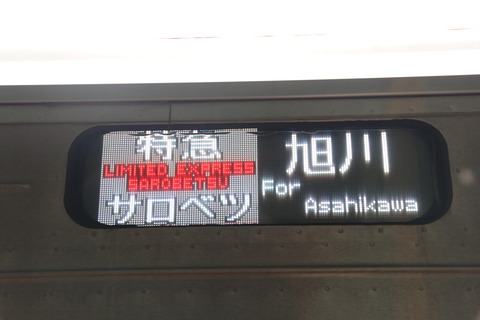 特急
LIMITED EXPRESS
SAROBETSU
サロベツ
旭川
For
Asahikawa